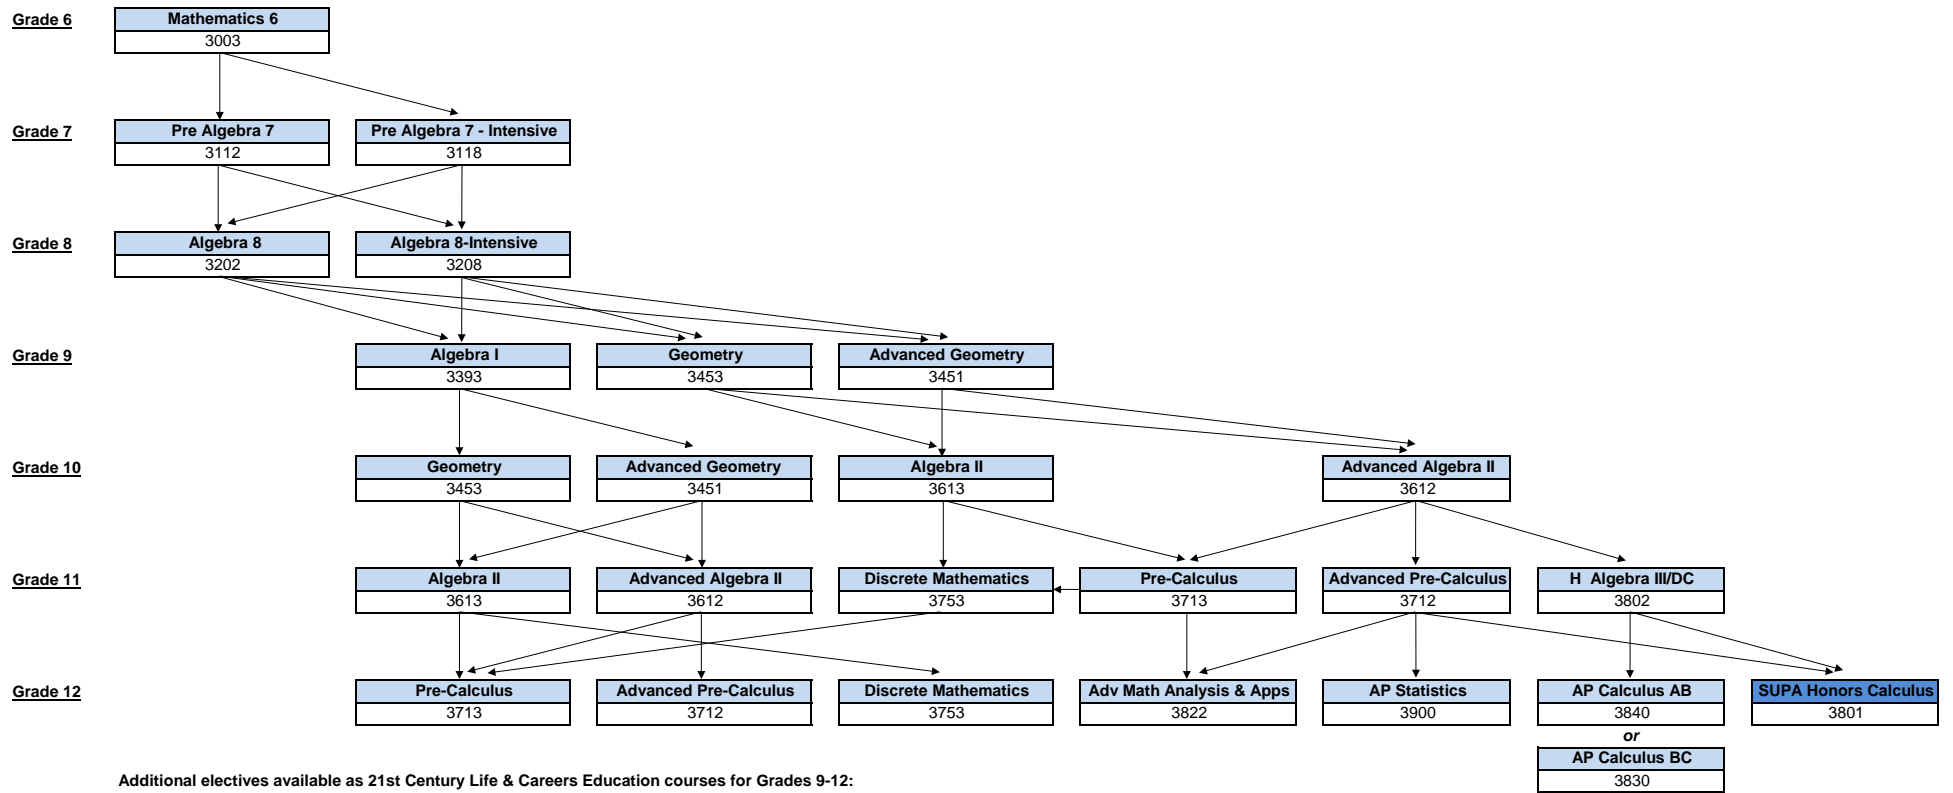 Grade 6
Mathematics 6
3003
Grade 7
Pre Algebra 7
Pre Algebra 7 - Intensive
3112
3118
Grade 8
Algebra 8
Algebra 8-Intensive
3202
3208
Grade 9
Algebra I
Geometry
Advanced Geometry
3393
3453
3451
Grade 10
Geometry
Advanced Geometry
Algebra II
Advanced Algebra II
3453
3451
3613
3612
Grade 11
Algebra II
Advanced Algebra II
Discrete Mathematics
Pre-Calculus
Advanced Pre-Calculus
H Algebra III/DC
3613
3612
3753
3713
3712
3802
Grade 12
Pre-Calculus
Advanced Pre-Calculus
Discrete Mathematics
Adv Math Analysis & Apps
AP Statistics
AP Calculus AB
SUPA Honors Calculus
3713
3712
3753
3822
3900
3840
3801
or
AP Calculus BC
3830
Additional electives available as 21st Century Life & Careers Education courses for Grades 9-12: